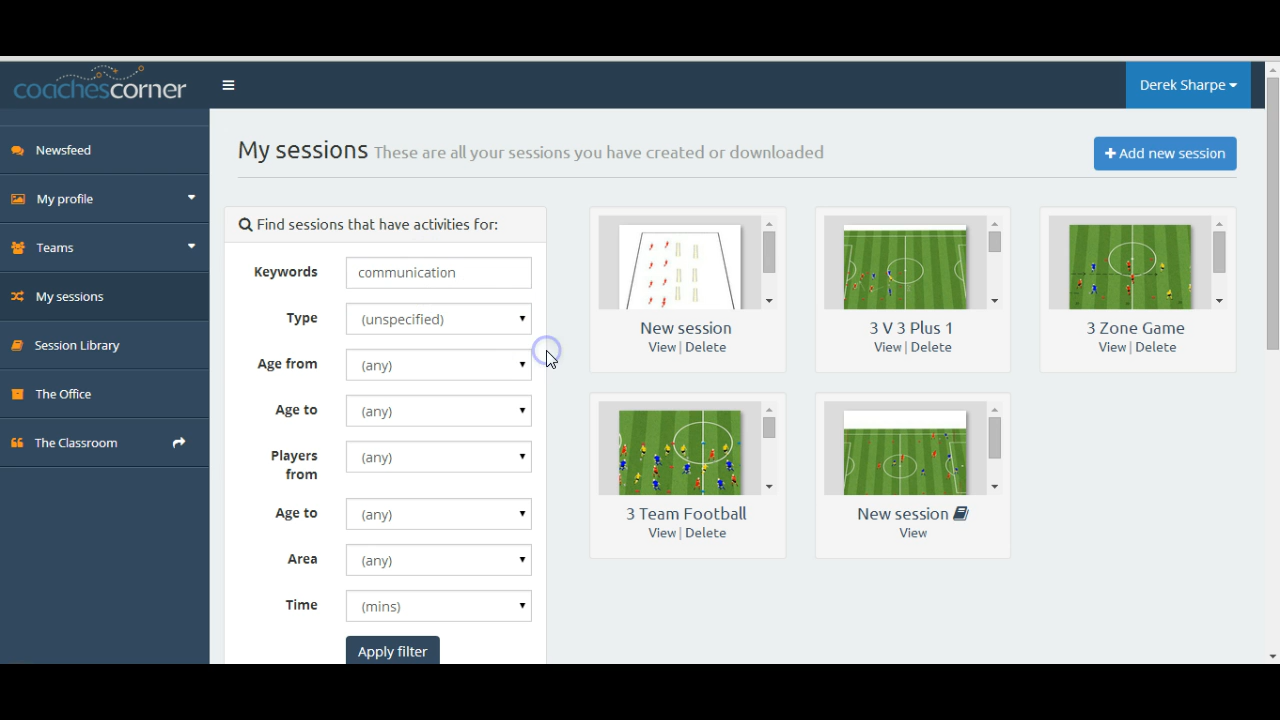 coachescorner
Derek Sharpe
Newsfeed
My profile
Teams
My sessions
Session Library
The Office
The Classroom
My sessions These are all your sessions you have created or downloaded
+ Add new session
Find sessions that have activities for:
Keywords communication
Type (unspecified)
Age from (any)
Age to (any)
Players
from (any)
Age to (any)
Area (any)
Time (mins)
Apply filter
New session
View | Delete
3 V 3 Plus 1
View | Delete
3 Zone Game
View | Delete
3 Team Football
View | Delete
New session
View